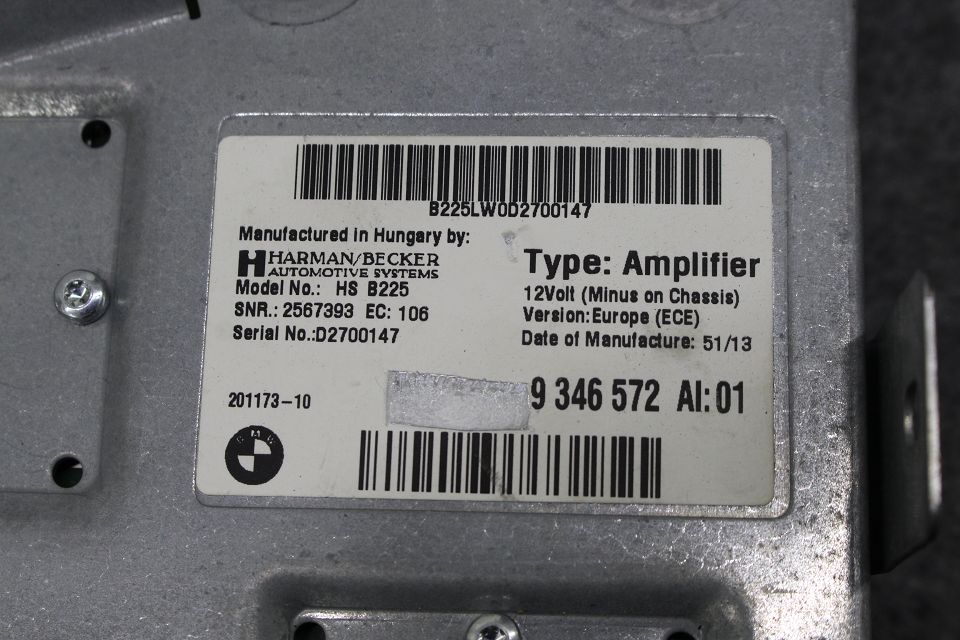 B225LW0D2700147
Manufactured in Hungary by:
HARMAN/BECKER
AUTOMOTIVE SYSTEMS
Model No.: HS B225
SNR.: 2567393 EC: 106
Serial No.:D2700147
Type: Amplifier
12Volt (Minus on Chassis)
Version:Europe (ECE)
Date of Manufacture: 51/13
201173-10
9 346 572 AI:01
BMW